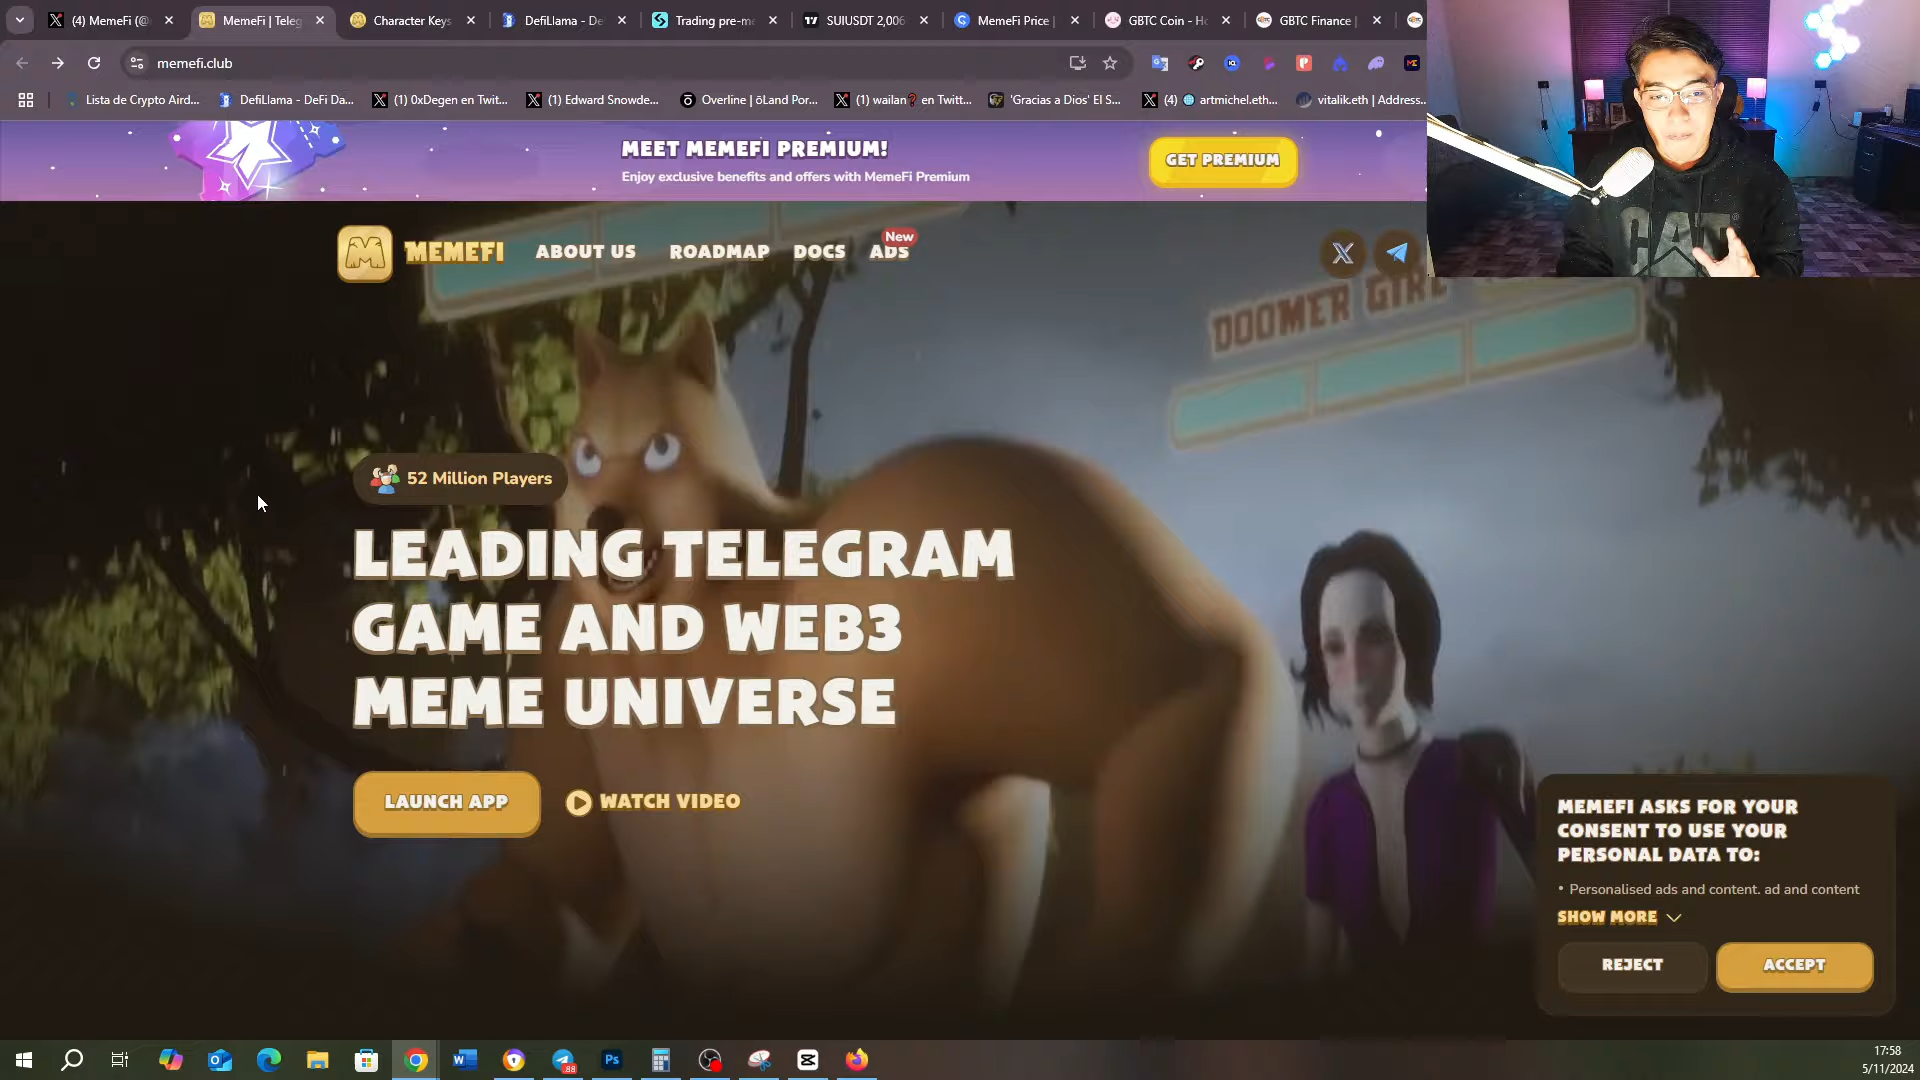 (4) MemeFi (@
MemeFi | Teleg
Character Keys
DefiLlama - De
Trading pre-m
SUIUSDT 2,006
MemeFi Price |
GBTC Coin - Ho
GBTC Finance |
memefi.club
Lista de Crypto Aird...
DefiLlama - DeFi Da...
(1) 0xDegen en Twit...
(1) Edward Snowde...
Overline | ōLand Por...
(1) wailan❓ en Twitt...
'Gracias a Dios' El S...
(4) 🌐 artmichel.eth...
vitalik.eth | Address...
MEET MEMEFI PREMIUM!
Enjoy exclusive benefits and offers with MemeFi Premium
GET PREMIUM
MEMEFI
ABOUT US
ROADMAP
DOCS
ADS
New
DOOMER GIRL
52 Million Players
LEADING TELEGRAM
GAME AND WEB3
MEME UNIVERSE
LAUNCH APP
WATCH VIDEO
MEMEFI ASKS FOR YOUR
CONSENT TO USE YOUR
PERSONAL DATA TO:
• Personalised ads and content. ad and content
SHOW MORE
REJECT
ACCEPT
CAT
88
17:58
5/11/2024